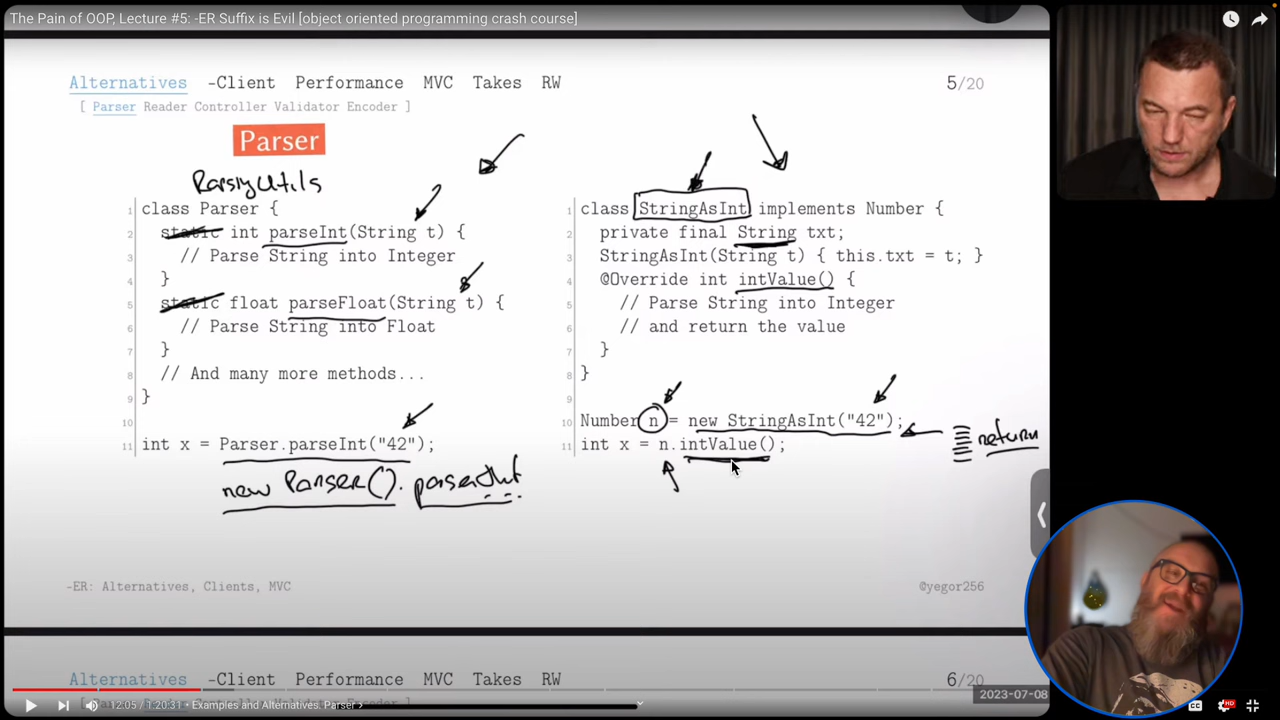 The Pain of OOP, Lecture #5: -ER Suffix is Evil [object oriented programming crash course]
Alternatives -Client Performance MVC Takes RW 5/20
[ Parser Reader Controller Validator Encoder ]
Parser
ParsingUtils
1 class Parser {
2 static int parseInt(String t) {
3 // Parse String into Integer
4 }
5 static float parseFloat(String t) {
6 // Parse String into Float
7 }
8 // And many more methods...
9 }
10
11 int x = Parser.parseInt("42");
new Parser().parseInt
1 class StringAsInt implements Number {
2 private final String txt;
3 StringAsInt(String t) { this.txt = t; }
4 @Override int intValue() {
5 // Parse String into Integer
6 // and return the value
7 }
8 }
9
10 Number n = new StringAsInt("42");
11 int x = n.intValue();
return
-ER: Alternatives, Clients, MVC @yegor256
Alternatives -Client Performance MVC Takes RW 6/20
2023-07-08
12:05 / 1:20:31 • Examples and Alternatives. Parser >
CC HD